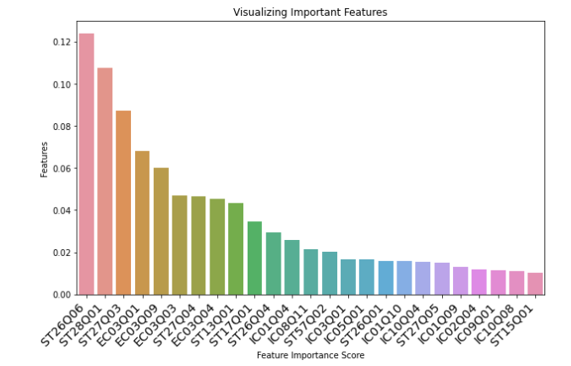 Visualizing Important Features
0.12
0.10
0.08
0.06
0.04
0.02
0.00
Features
ST26Q06
ST28Q01
ST27Q03
EC03Q01
EC03Q09
EC03Q03
ST27Q04
EC03Q04
ST13Q01
ST17Q01
ST26Q04
IC01Q04
IC08Q11
ST57Q02
IC03Q01
IC05Q01
ST26Q01
IC01Q10
IC10Q04
ST27Q05
IC01Q09
IC02Q04
IC09Q01
IC10Q08
ST15Q01
Feature Importance Score